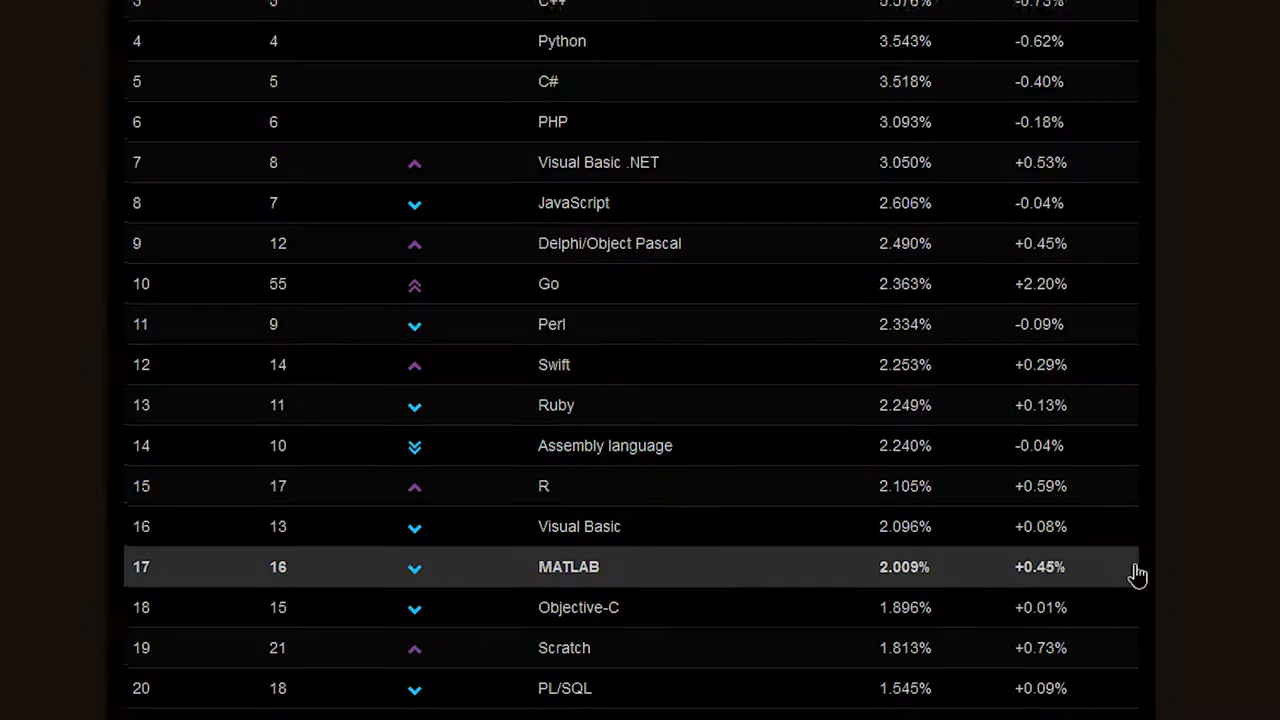 3 3 C++ 5.576% -0.73%
4 4 Python 3.543% -0.62%
5 5 C# 3.518% -0.40%
6 6 PHP 3.093% -0.18%
7 8 Visual Basic .NET 3.050% +0.53%
8 7 JavaScript 2.606% -0.04%
9 12 Delphi/Object Pascal 2.490% +0.45%
10 55 Go 2.363% +2.20%
11 9 Perl 2.334% -0.09%
12 14 Swift 2.253% +0.29%
13 11 Ruby 2.249% +0.13%
14 10 Assembly language 2.240% -0.04%
15 17 R 2.105% +0.59%
16 13 Visual Basic 2.096% +0.08%
17 16 MATLAB 2.009% +0.45%
18 15 Objective-C 1.896% +0.01%
19 21 Scratch 1.813% +0.73%
20 18 PL/SQL 1.545% +0.09%